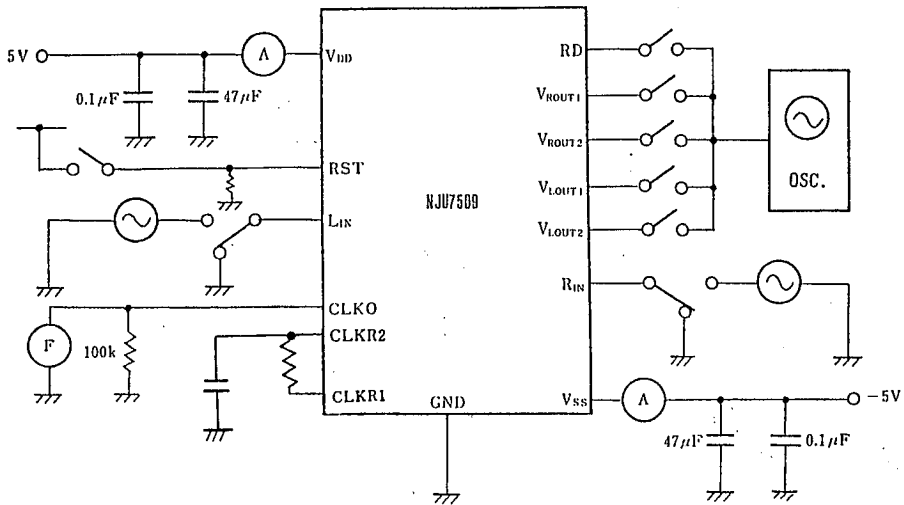 5V
A
VDD
0.1µF
47µF
RST
LIN
CLKO
F
100k
CLKR2
CLKR1
GND
NJU7509
RD
VROUT1
VROUT2
VLOUT1
VLOUT2
OSC.
RIN
VSS
A
-5V
47µF
0.1µF